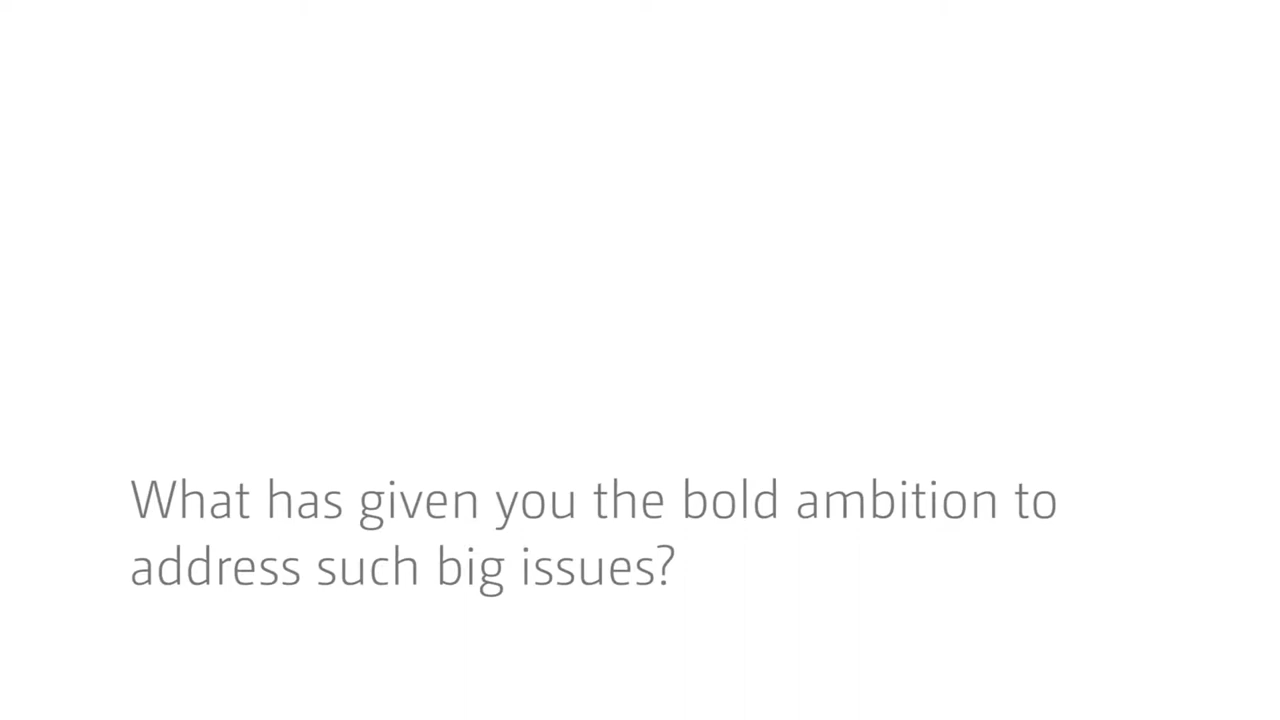 What has given you the bold ambition to
address such big issues?